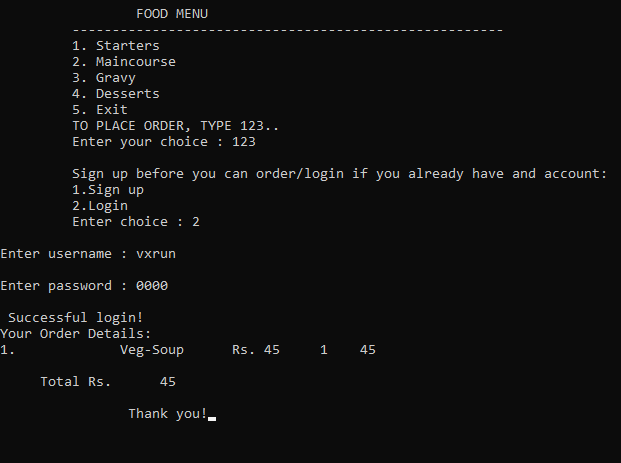 FOOD MENU
------------------------------------------------------
1. Starters
2. Maincourse
3. Gravy
4. Desserts
5. Exit
TO PLACE ORDER, TYPE 123..
Enter your choice : 123
Sign up before you can order/login if you already have and account:
1.Sign up
2.Login
Enter choice : 2
Enter username : vxrun
Enter password : 0000
Successful login!
Your Order Details:
1. Veg-Soup Rs. 45 1 45
Total Rs. 45
Thank you!